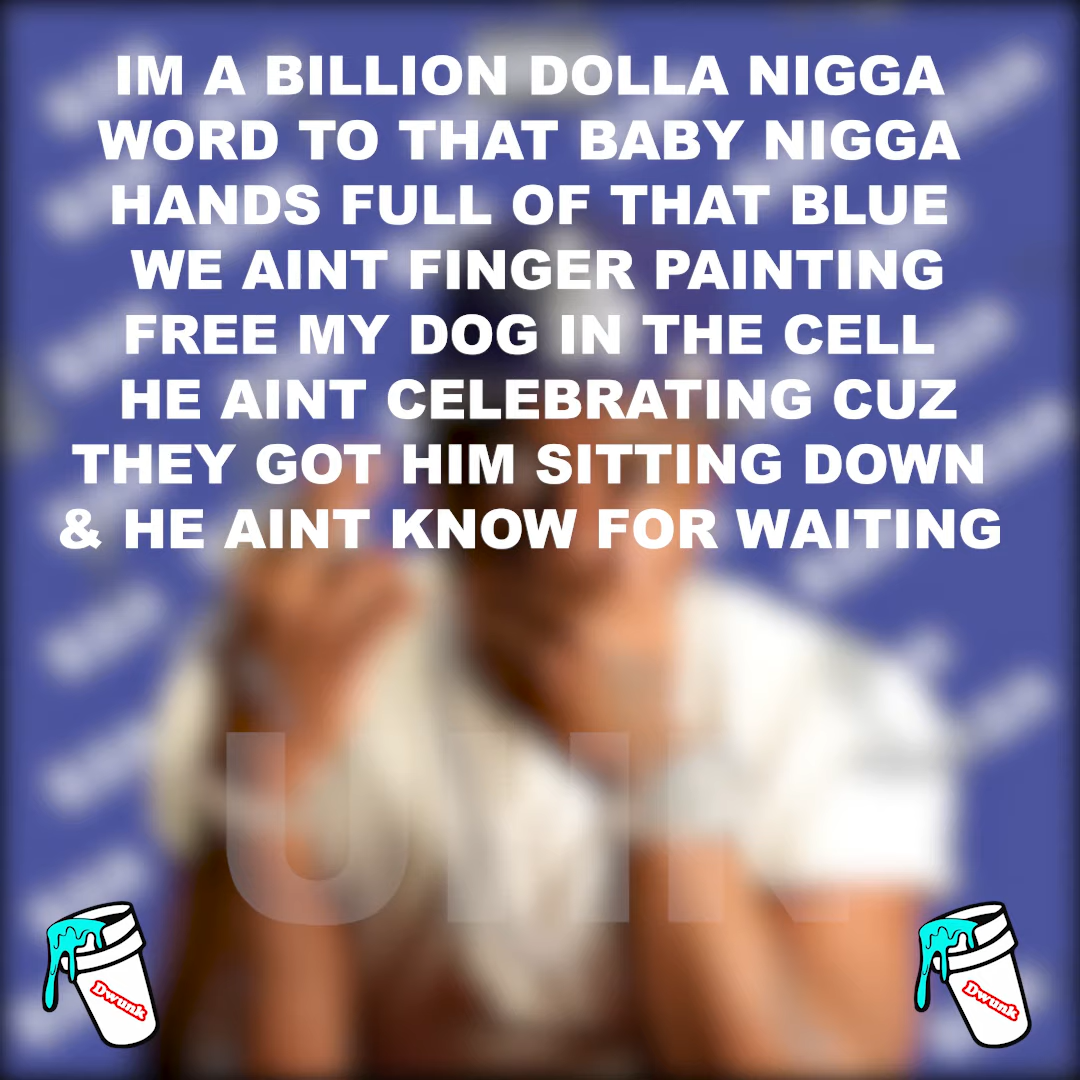 IM A BILLION DOLLA NIGGA
WORD TO THAT BABY NIGGA
HANDS FULL OF THAT BLUE
WE AINT FINGER PAINTING
FREE MY DOG IN THE CELL
HE AINT CELEBRATING CUZ
THEY GOT HIM SITTING DOWN
& HE AINT KNOW FOR WAITING
Dwunk
Dwunk